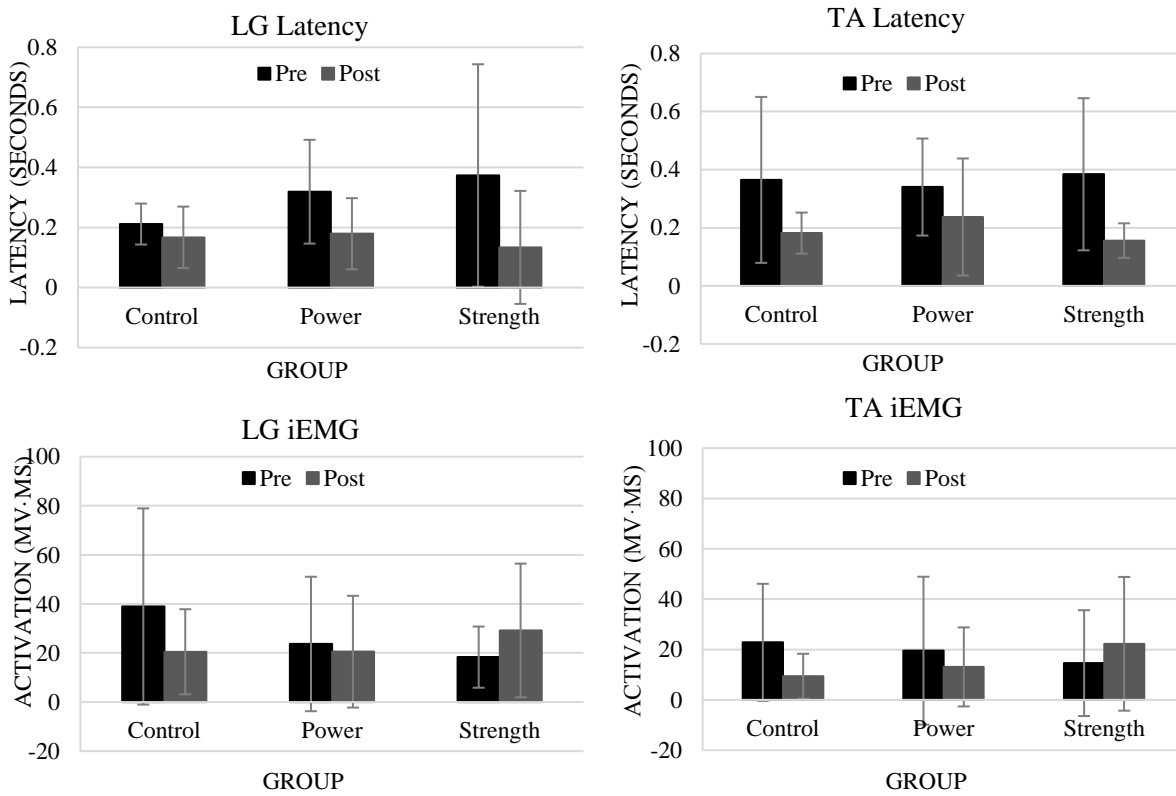 LG Latency
0.8
Pre Post
0.6
0.4
0.2
0
-0.2
LATENCY (SECONDS)
Control Power Strength
GROUP
TA Latency
0.8
Pre Post
0.6
0.4
0.2
0
-0.2
LATENCY (SECONDS)
Control Power Strength
GROUP
LG iEMG
100
Pre Post
80
60
40
20
0
-20
ACTIVATION (MV·MS)
Control Power Strength
GROUP
TA iEMG
100
Pre Post
80
60
40
20
0
-20
ACTIVATION (MV·MS)
Control Power Strength
GROUP